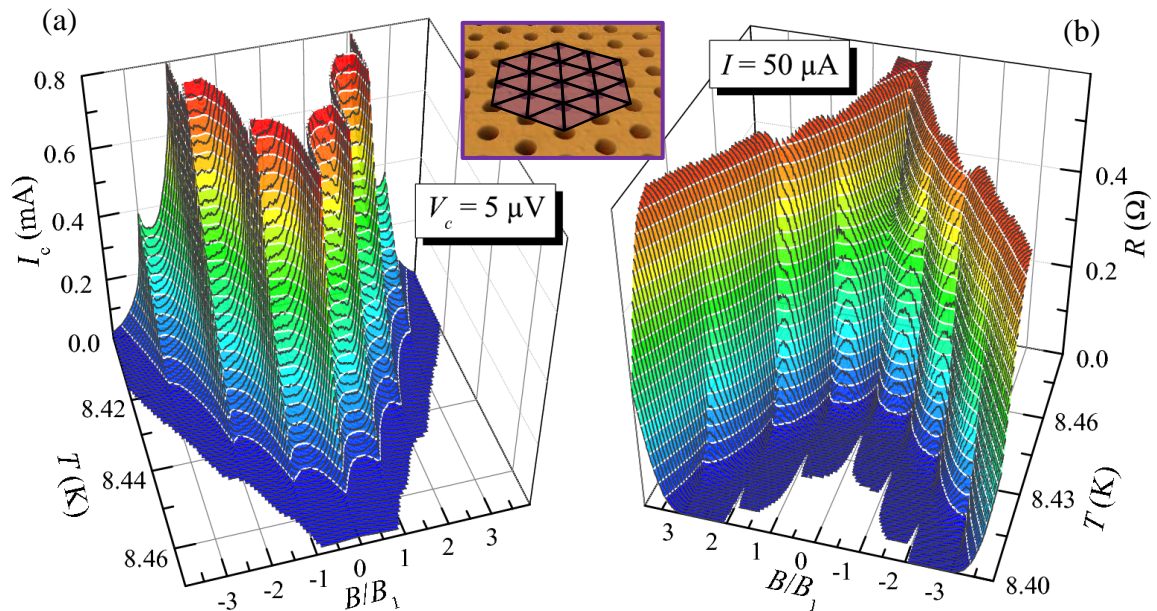 (a)
(b)
I = 50 μA
V_c = 5 μV
I_c (mA)
0.8
0.6
0.4
0.2
0.0
8.42
8.44
8.46
T (K)
-3 -2 -1 0 1 2 3
B/B_1
R (Ω)
0.4
0.2
0.0
8.46
8.43
8.40
T (K)
3 2 1 0 -1 -2 -3
B/B_1